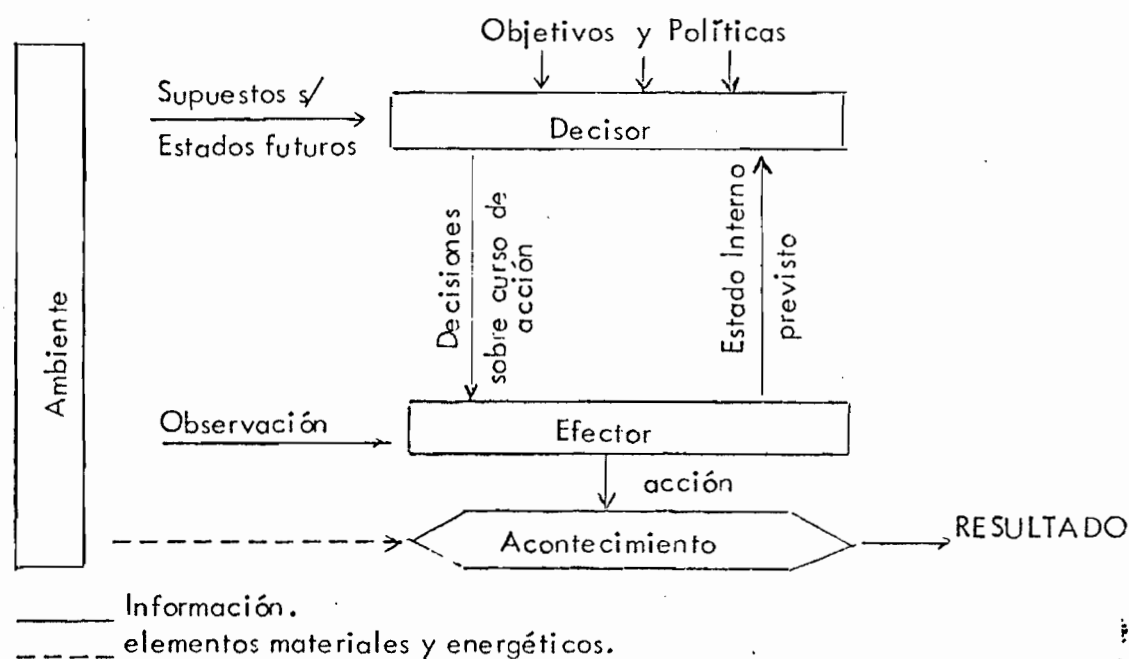 Objetivos y Políticas
Supuestos s/
Estados futuros
Decisor
Decisiones
sobre curso de
acción
Estado Interno
previsto
Ambiente
Observación
Efector
acción
Acontecimiento
RESULTADO
Información.
elementos materiales y energéticos.